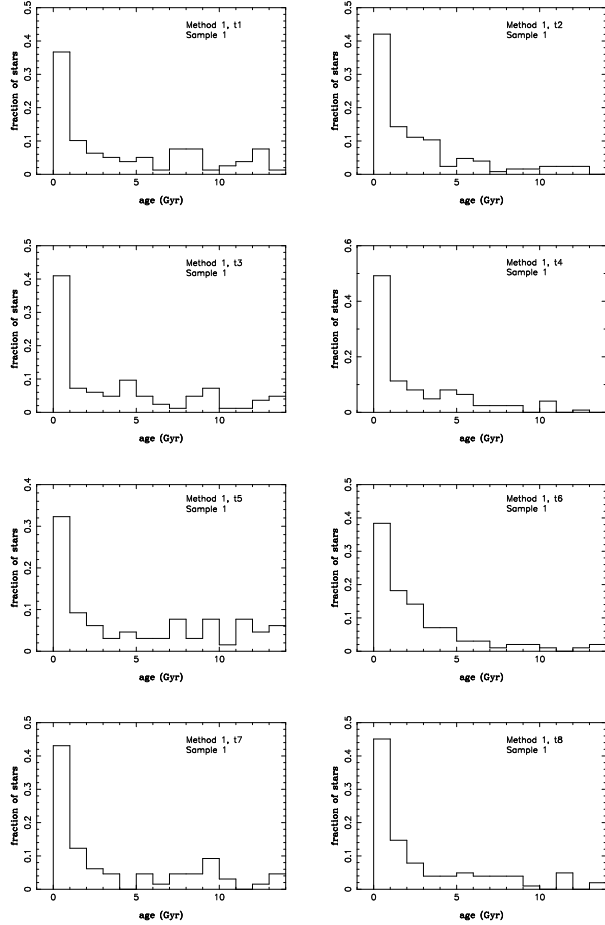 Method 1, t1
Sample 1
fraction of stars
0 0.1 0.2 0.3 0.4 0.5
0 5 10
age (Gyr)
Method 1, t2
Sample 1
fraction of stars
0 0.1 0.2 0.3 0.4 0.5
0 5 10
age (Gyr)
Method 1, t3
Sample 1
fraction of stars
0 0.1 0.2 0.3 0.4 0.5
0 5 10
age (Gyr)
Method 1, t4
Sample 1
fraction of stars
0 0.2 0.4 0.6
0 5 10
age (Gyr)
Method 1, t5
Sample 1
fraction of stars
0 0.1 0.2 0.3 0.4
0 5 10
age (Gyr)
Method 1, t6
Sample 1
fraction of stars
0 0.1 0.2 0.3 0.4 0.5
0 5 10
age (Gyr)
Method 1, t7
Sample 1
fraction of stars
0 0.1 0.2 0.3 0.4 0.5
0 5 10
age (Gyr)
Method 1, t8
Sample 1
fraction of stars
0 0.1 0.2 0.3 0.4 0.5
0 5 10
age (Gyr)